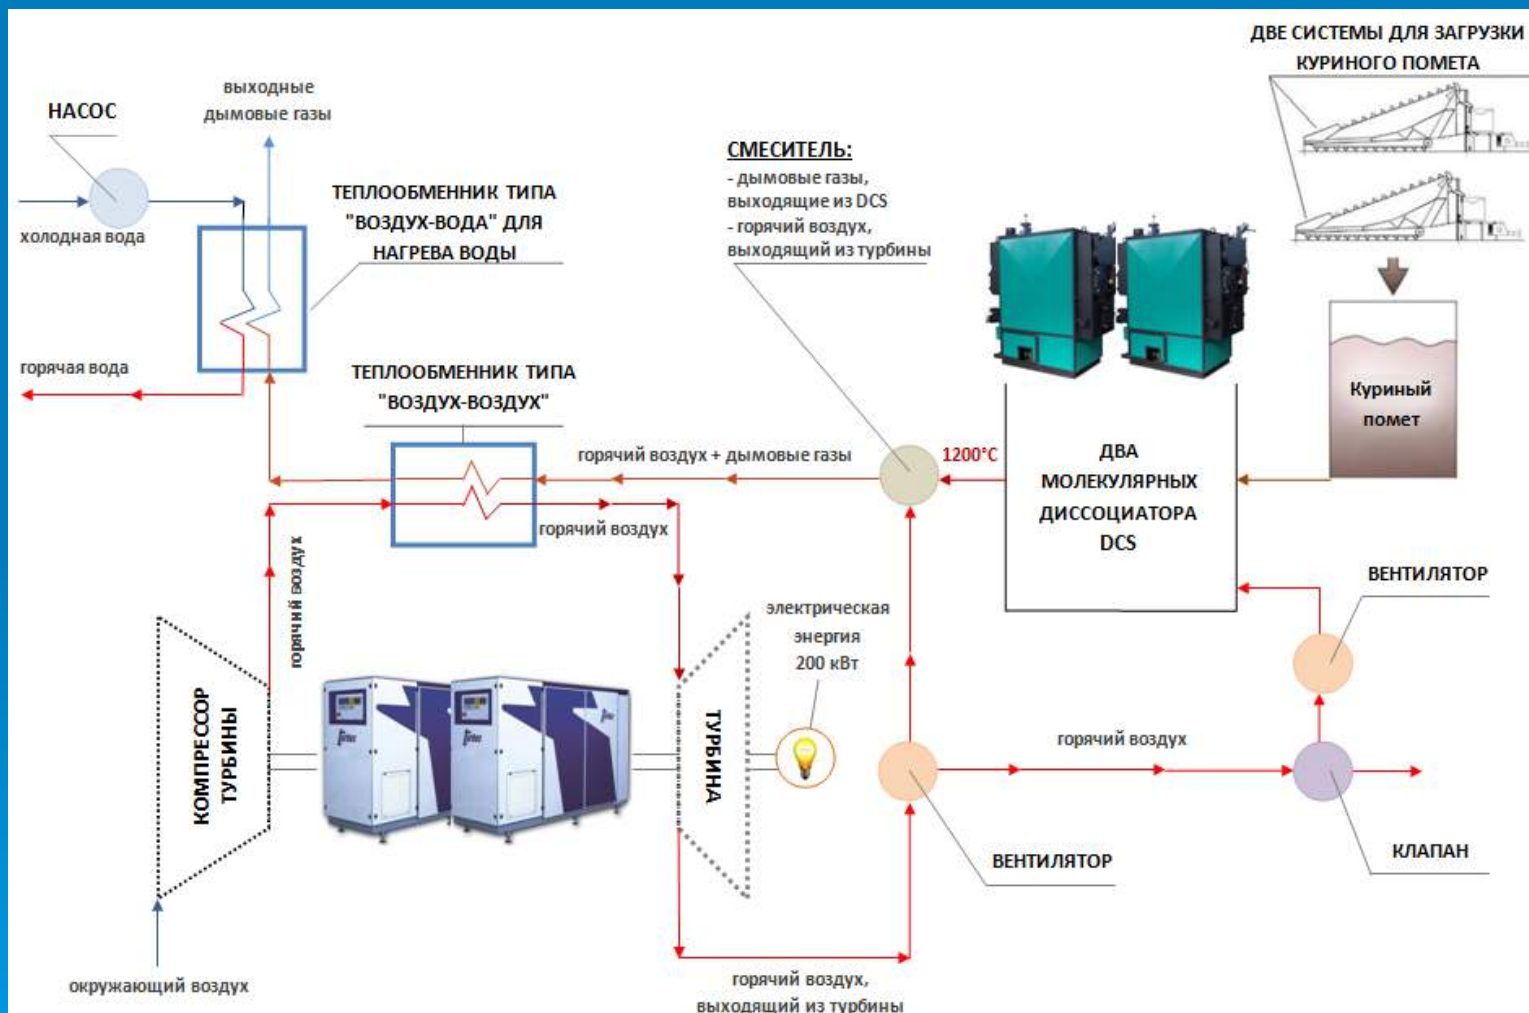 ДВЕ СИСТЕМЫ ДЛЯ ЗАГРУЗКИ
КУРИНОГО ПОМЕТА
выходные
дымовые газы
НАСОС
СМЕСИТЕЛЬ:
- дымовые газы,
выходящие из DCS
- горячий воздух,
выходящий из турбины
ТЕПЛООБМЕННИК ТИПА
"ВОЗДУХ-ВОДА" ДЛЯ
НАГРЕВА ВОДЫ
холодная вода
горячая вода
ТЕПЛООБМЕННИК ТИПА
"ВОЗДУХ-ВОЗДУХ"
Куриный
помет
горячий воздух + дымовые газы
1200°C
ДВА
МОЛЕКУЛЯРНЫХ
ДИССОЦИАТОРА
DCS
горячий воздух
горячий воздух
ВЕНТИЛЯТОР
электрическая
энергия
200 кВт
КОМПРЕССОР
ТУРБИНЫ
ТУРБИНА
горячий воздух
ВЕНТИЛЯТОР
КЛАПАН
окружающий воздух
горячий воздух,
выходящий из турбины